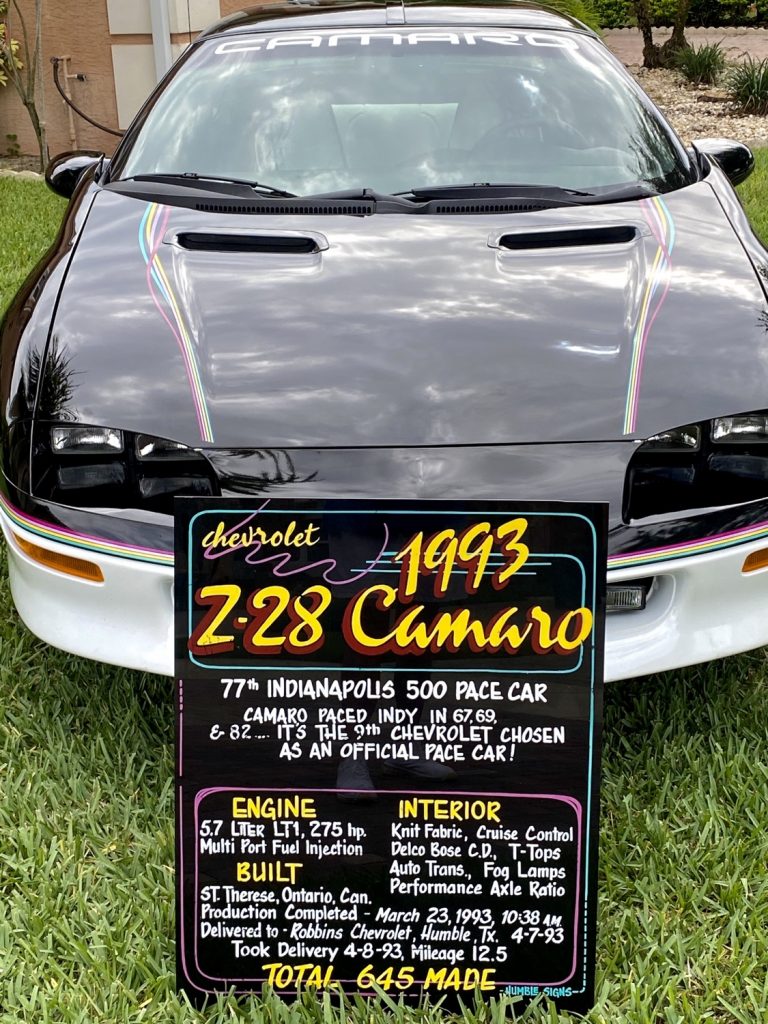 CAMARO
chevrolet
1993
Z-28 Camaro
77th INDIANAPOLIS 500 PACE CAR
CAMARO PACED INDY IN 67, 69,
& 82... IT'S THE 9th CHEVROLET CHOSEN
AS AN OFFICIAL PACE CAR!
ENGINE
5.7 LITER LT1, 275 hp.
Multi Port Fuel Injection
BUILT
ST. Therese, Ontario, Can.
INTERIOR
Knit Fabric, Cruise Control
Delco Bose C.D., T-Tops
Auto Trans., Fog Lamps
Performance Axle Ratio
Production Completed - March 23, 1993, 10:38 AM
Delivered to - Robbins Chevrolet, Humble, Tx. 4-7-93
Took Delivery 4-8-93, Mileage 12.5
TOTAL 645 MADE
-HUMBLE SIGNS-